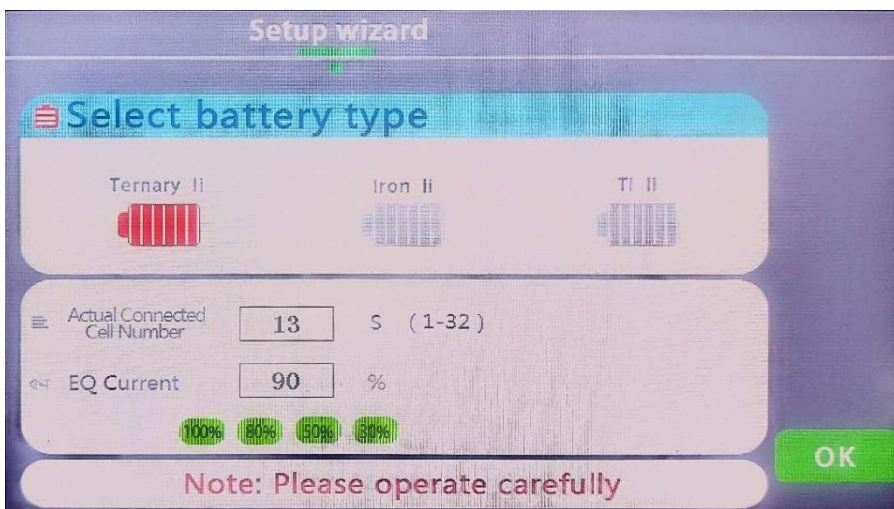 Setup wizard
Select battery type
Ternary li Iron li Ti li
Actual Connected
Cell Number 13 S (1-32)
EQ Current 90 %
100% 80% 50% 30%
OK
Note: Please operate carefully